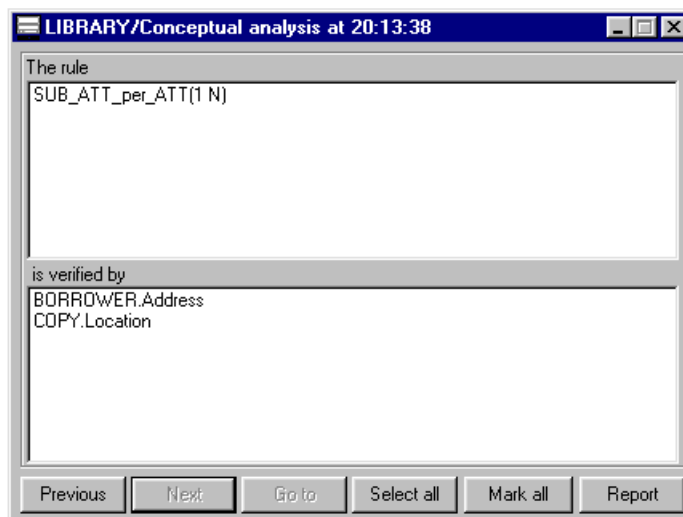 LIBRARY/Conceptual analysis at 20:13:38
The rule
SUB_ATT_per_ATT(1 N)
is verified by
BORROWER.Address
COPY.Location
Previous Next Go to Select all Mark all Report